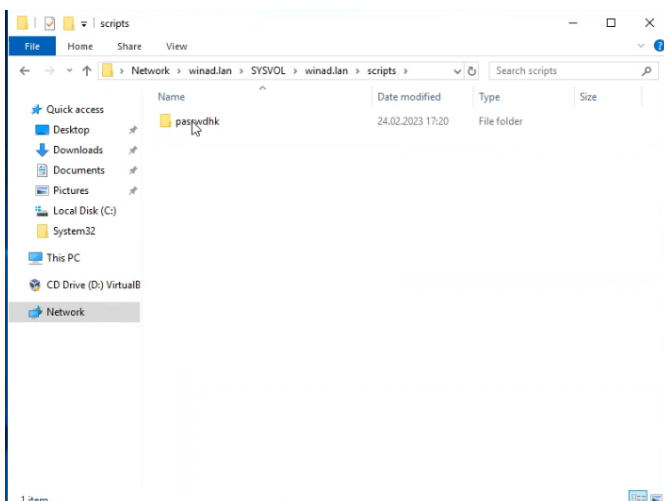 scripts
File Home Share View
Network > winad.lan > SYSVOL > winad.lan > scripts >
Search scripts
Name Date modified Type Size
Quick access
Desktop
Downloads
Documents
Pictures
Local Disk (C:)
System32
This PC
CD Drive (D:) VirtualB
Network
passwdhk 24.02.2023 17:20 File folder
1 item